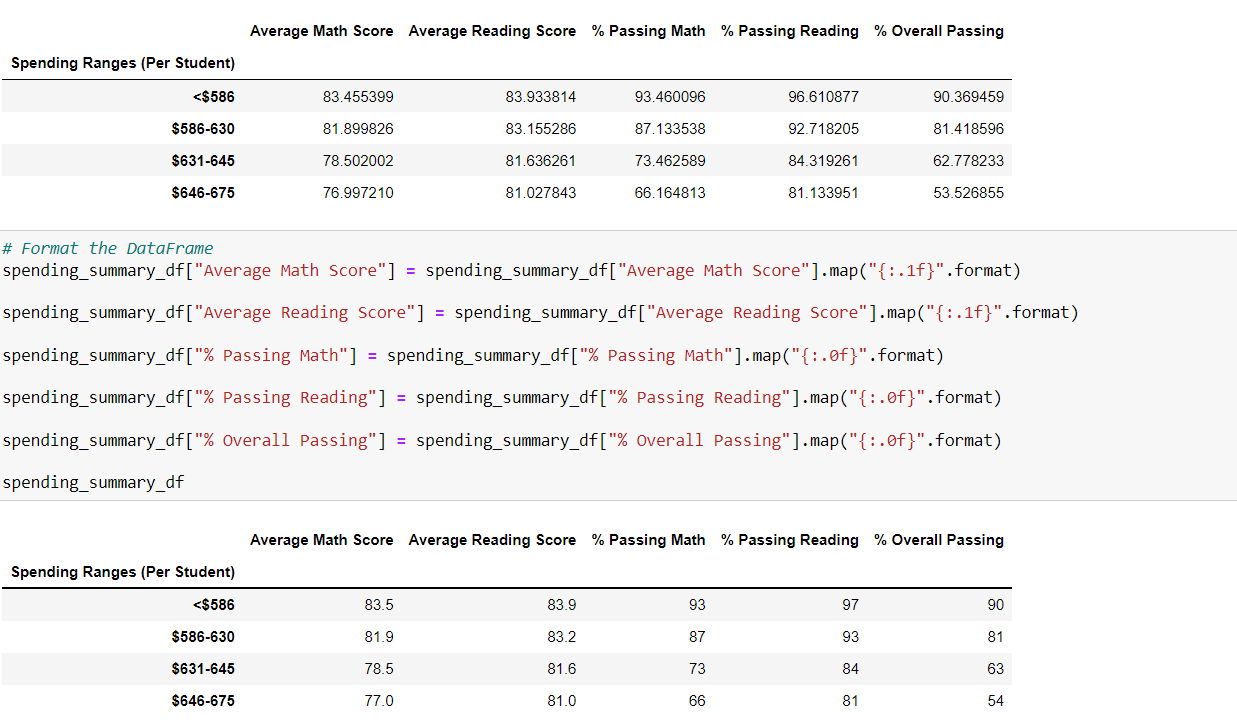 Average Math Score Average Reading Score % Passing Math % Passing Reading % Overall Passing
Spending Ranges (Per Student)
<$586 83.455399 83.933814 93.460096 96.610877 90.369459
$586-630 81.899826 83.155286 87.133538 92.718205 81.418596
$631-645 78.502002 81.636261 73.462589 84.319261 62.778233
$646-675 76.997210 81.027843 66.164813 81.133951 53.526855
# Format the DataFrame
spending_summary_df["Average Math Score"] = spending_summary_df["Average Math Score"].map("{:.1f}".format)
spending_summary_df["Average Reading Score"] = spending_summary_df["Average Reading Score"].map("{:.1f}".format)
spending_summary_df["% Passing Math"] = spending_summary_df["% Passing Math"].map("{:.0f}".format)
spending_summary_df["% Passing Reading"] = spending_summary_df["% Passing Reading"].map("{:.0f}".format)
spending_summary_df["% Overall Passing"] = spending_summary_df["% Overall Passing"].map("{:.0f}".format)
spending_summary_df
Average Math Score Average Reading Score % Passing Math % Passing Reading % Overall Passing
Spending Ranges (Per Student)
<$586 83.5 83.9 93 97 90
$586-630 81.9 83.2 87 93 81
$631-645 78.5 81.6 73 84 63
$646-675 77.0 81.0 66 81 54